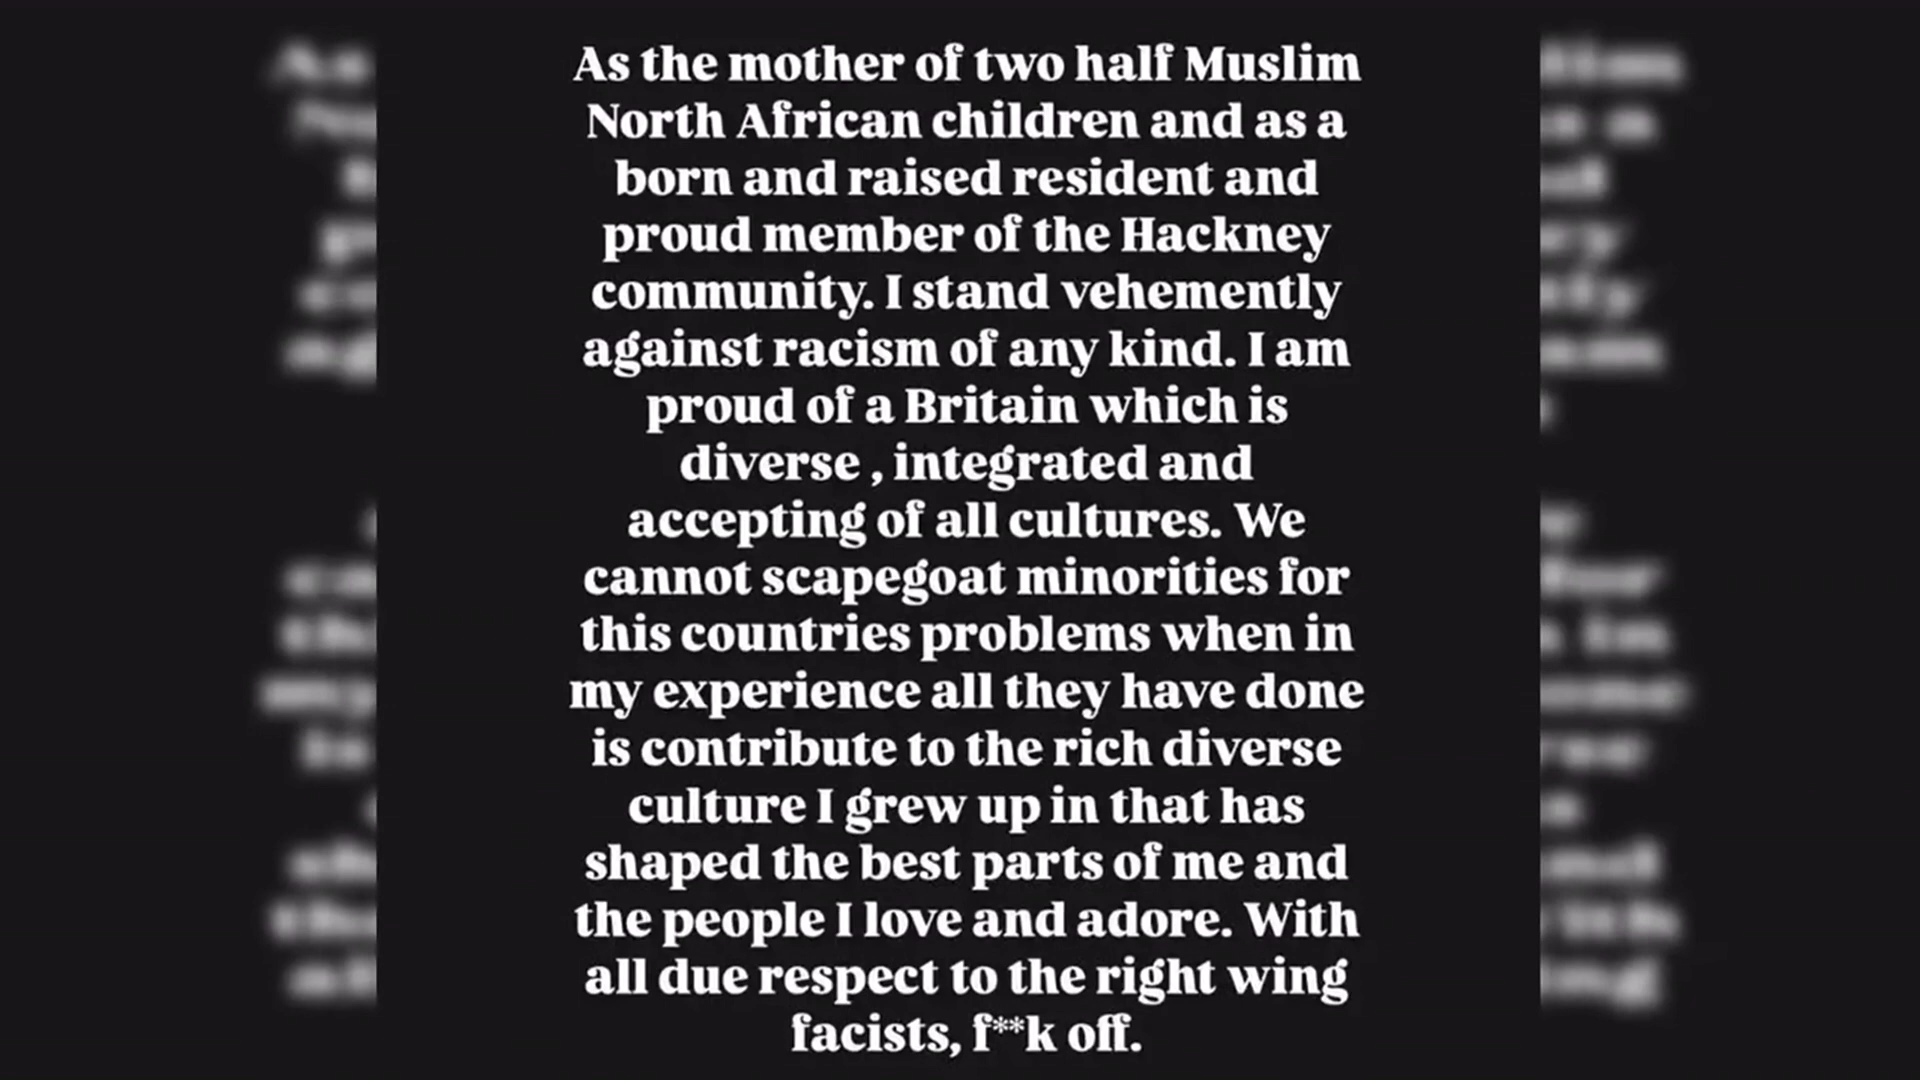 As the mother of two half Muslim
North African children and as a
born and raised resident and
proud member of the Hackney
community. I stand vehemently
against racism of any kind. I am
proud of a Britain which is
diverse , integrated and
accepting of all cultures. We
cannot scapegoat minorities for
this countries problems when in
my experience all they have done
is contribute to the rich diverse
culture I grew up in that has
shaped the best parts of me and
the people I love and adore. With
all due respect to the right wing
facists, f**k off.